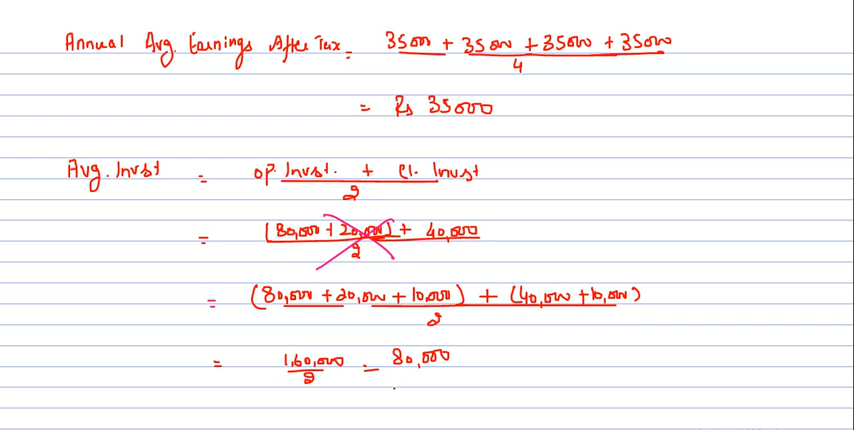 Annual Avg. Earnings After Tax = 35000 + 35000 + 35000 + 35000
4
= Rs 35000
Avg. Invst = op. Invst. + Cl. Invst
2
= (80,000 + 20,000) + 40,000
2
= (80,000 + 20,000 + 10,000) + (40,000 + 10,000)
2
= 1,60,000 = 80,000
2